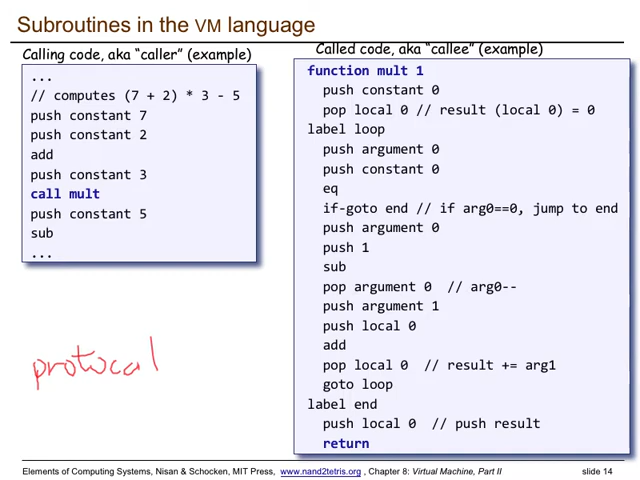 Subroutines in the VM language
Calling code, aka “caller” (example)
...
// computes (7 + 2) * 3 - 5
push constant 7
push constant 2
add
push constant 3
call mult
push constant 5
sub
...
protocal
Called code, aka “callee” (example)
function mult 1
push constant 0
pop local 0 // result (local 0) = 0
label loop
push argument 0
push constant 0
eq
if-goto end // if arg0==0, jump to end
push argument 0
push 1
sub
pop argument 0 // arg0--
push argument 1
push local 0
add
pop local 0 // result += arg1
goto loop
label end
push local 0 // push result
return
Elements of Computing Systems, Nisan & Schocken, MIT Press, www.nand2tetris.org , Chapter 8: Virtual Machine, Part II slide 14